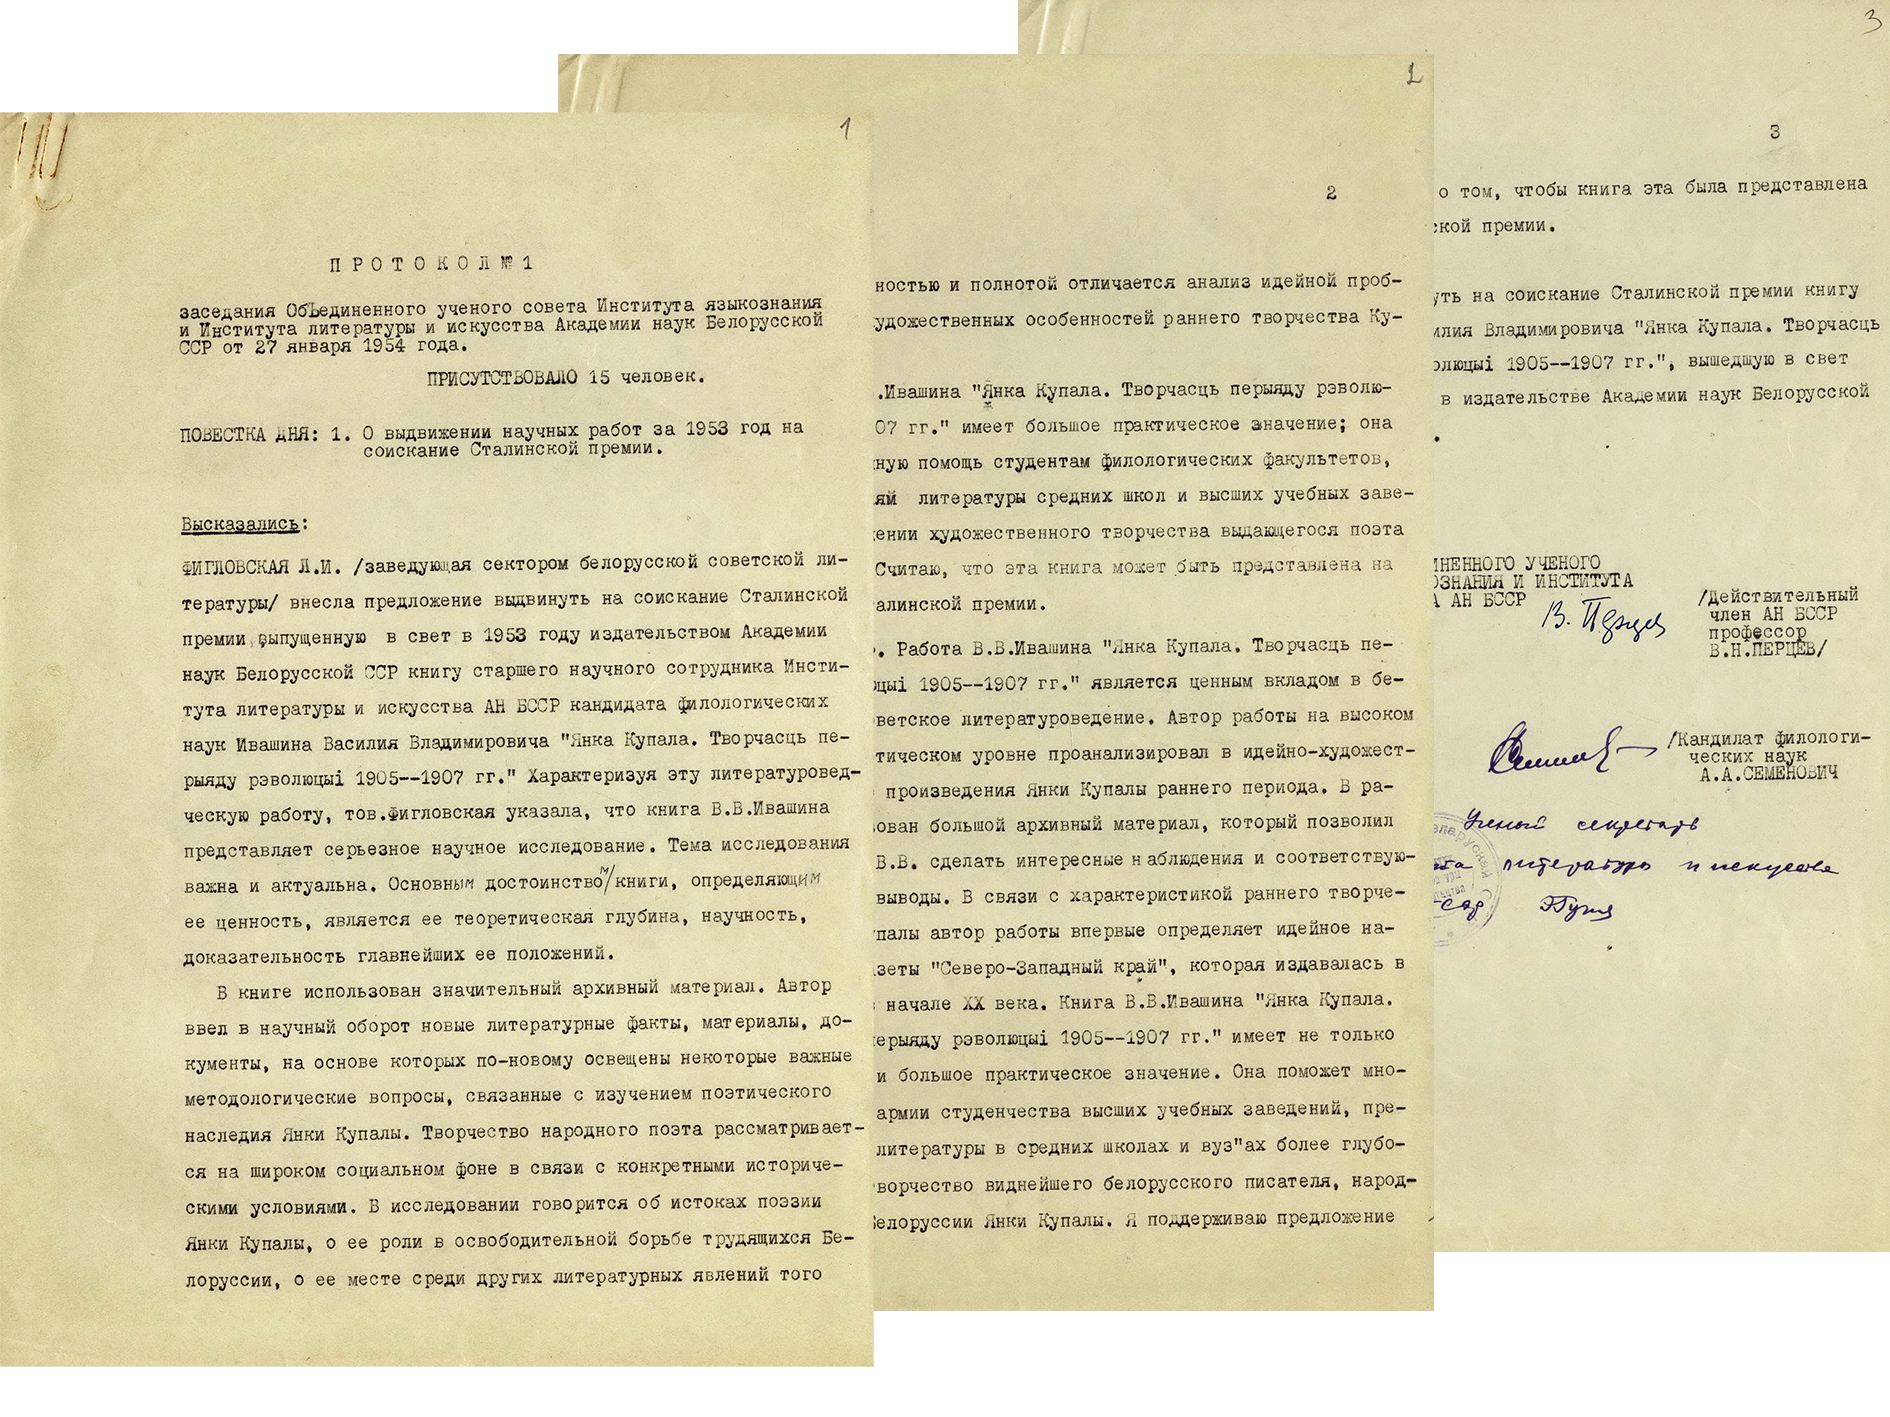 1
П Р О Т О К О Л № 1
заседания Объединенного ученого совета Института языкознания
и Института литературы и искусства Академии наук Белорусской
ССР от 27 января 1954 года.
ПРИСУТСТВОВАЛО 15 человек.
ПОВЕСТКА ДНЯ: 1. О выдвижении научных работ за 1953 год на
соискание Сталинской премии.
Высказались:
ФИГЛОВСКАЯ Л.И. /заведующая сектором белорусской советской ли-
тературы/ внесла предложение выдвинуть на соискание Сталинской
премии выпущенную в свет в 1953 году издательством Академии
наук Белорусской ССР книгу старшего научного сотрудника Инсти-
тута литературы и искусства АН БССР кандидата филологических
наук Ивашина Василия Владимировича "Янка Купала. Творчасць пе-
рыяду рэволюцыі 1905--1907 гг." Характеризуя эту литературовед-
ческую работу, тов.Фигловская указала, что книга В.В.Ивашина
представляет серьезное научное исследование. Тема исследования
важна и актуальна. Основным достоинством книги, определяющим
ее ценность, является ее теоретическая глубина, научность,
доказательность главнейших ее положений.
В книге использован значительный архивный материал. Автор
ввел в научный оборот новые литературные факты, материалы, до-
кументы, на основе которых по-новому освещены некоторые важные
методологические вопросы, связанные с изучением поэтического
наследия Янки Купалы. Творчество народного поэта рассматривает-
ся на широком социальном фоне в связи с конкретными историче-
скими условиями. В исследовании говорится об истоках поэзии
Янки Купалы, о ее роли в освободительной борьбе трудящихся Бе-
лоруссии, о ее месте среди других литературных явлений того
2
2
ностью и полнотой отличается анализ идейной проб-
удожественных особенностей раннего творчества Ку-
.Ивашина "Янка Купала. Творчасць перыяду рэволю-
07 гг." имеет большое практическое значение; она
ную помощь студентам филологических факультетов,
ям литературы средних школ и высших учебных заве-
ении художественного творчества выдающегося поэта
Считаю, что эта книга может быть представлена на
алинской премии.
. Работа В.В.Ивашина "Янка Купала. Творчасць пе-
цыі 1905--1907 гг." является ценным вкладом в бе-
ветское литературоведение. Автор работы на высоком
тическом уровне проанализировал в идейно-художест-
произведения Янки Купалы раннего периода. В ра-
ован большой архивный материал, который позволил
В.В. сделать интересные наблюдения и соответствую-
выводы. В связи с характеристикой раннего творче-
упалы автор работы впервые определяет идейное на-
азеты "Северо-Западный край", которая издавалась в
начале XX века. Книга В.В.Ивашина "Янка Купала.
ерыяду рэволюцыі 1905--1907 гг." имеет не только
и большое практическое значение. Она поможет мно-
армии студенчества высших учебных заведений, пре-
литературы в средних школах и вуз"ах более глубо-
ворчество виднейшего белорусского писателя, народ-
Белоруссии Янки Купалы. Я поддерживаю предложение
3
3
о том, чтобы книга эта была представлена
ской премии.
уть на соискание Сталинской премии книгу
илия Владимировича "Янка Купала. Творчасць
олюцыі 1905--1907 гг.", вышедшую в свет
в издательстве Академии наук Белорусской
.
ИНЕННОГО УЧЕНОГО
ОЗНАНИЯ И ИНСТИТУТА
А АН БССР
В. Перцев
/Действительный
член АН БССР
профессор
В.Н.ПЕРЦЕВ/
/Кандидат филологи-
ческих наук
А.А.СЕМЕНОВИЧ
Ученый секретарь
та литературы и искусства